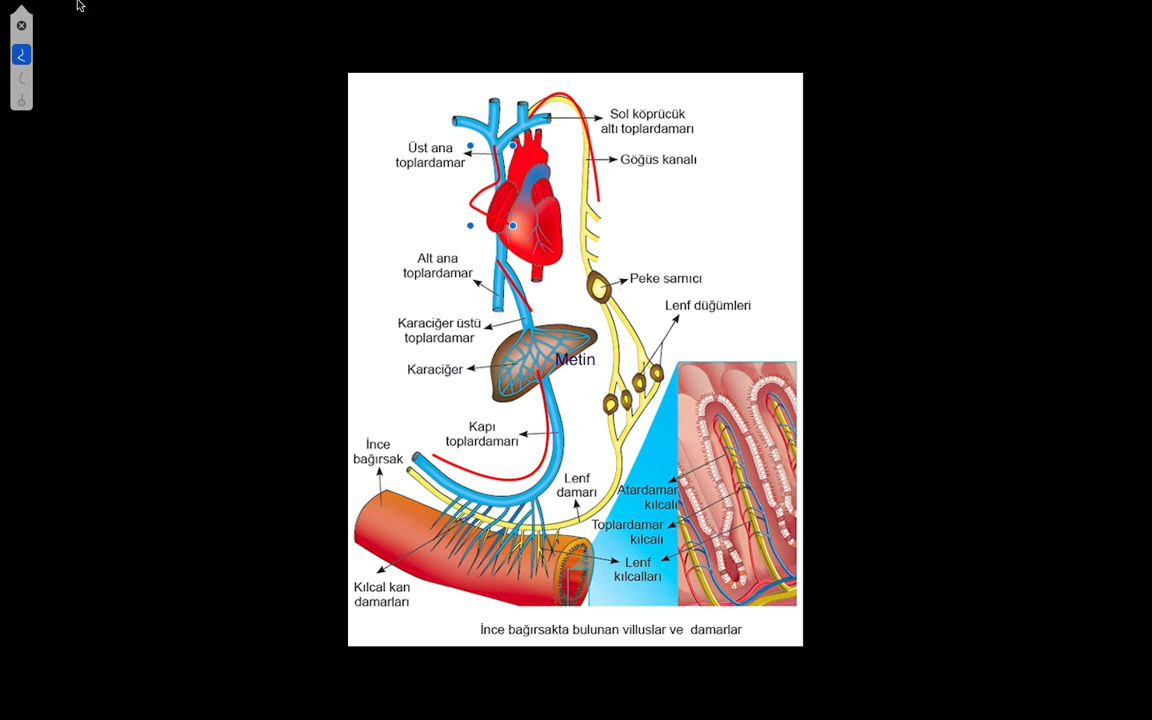 Sol köprücük
altı toplardamarı
Üst ana
toplardamar
Göğüs kanalı
Alt ana
toplardamar
Peke sarnıcı
Lenf düğümleri
Karaciğer üstü
toplardamar
Metin
Karaciğer
Kapı
toplardamarı
İnce
bağırsak
Lenf
damarı
Atardamar
kılcalı
Toplardamar
kılcalı
Lenf
kılcalları
Kılcal kan
damarları
İnce bağırsakta bulunan villuslar ve damarlar